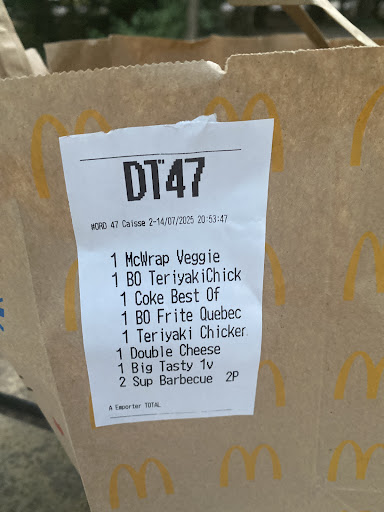 DT47
#ORD 47 Caisse 2-14/07/2025 20:53:47
1 McWrap Veggie
1 BO TeriyakiChick
1 Coke Best Of
1 BO Frite Quebec
1 Teriyaki Chicker
1 Double Cheese
1 Big Tasty 1v
2 Sup Barbecue 2P
A Emporter TOTAL